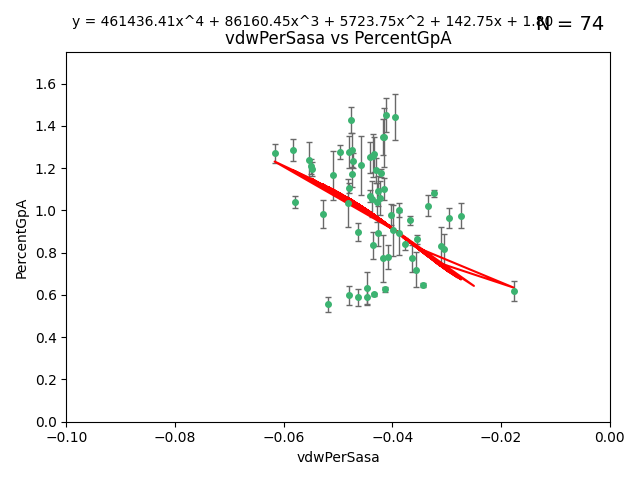 y = 461436.41x^4 + 86160.45x^3 + 5723.75x^2 + 142.75x + 1.80
N = 74
vdwPerSasa vs PercentGpA
1.6
1.4
1.2
1.0
0.8
0.6
0.4
0.2
0.0
PercentGpA
−0.10 −0.08 −0.06 −0.04 −0.02 0.00
vdwPerSasa